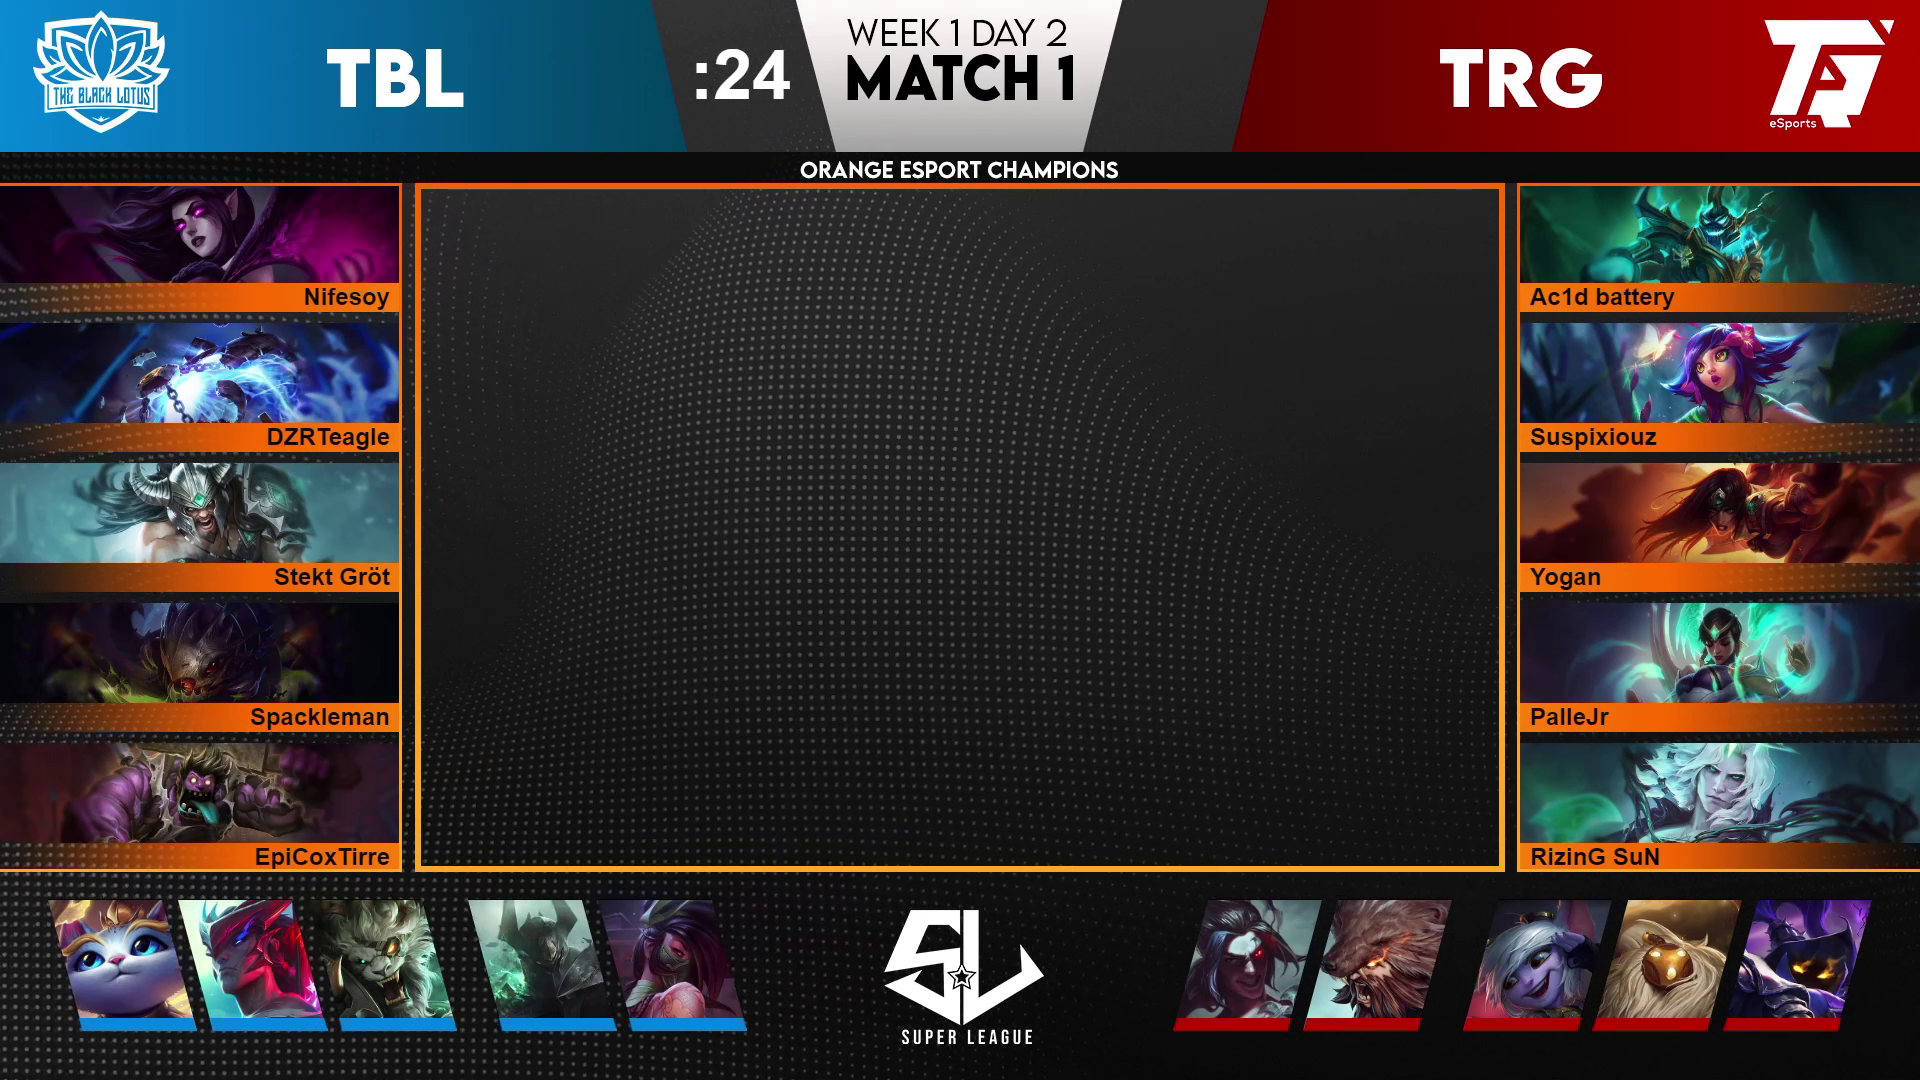 THE BLACK LOTUS
TBL
:24
WEEK 1 DAY 2
MATCH 1
TRG
eSports
ORANGE ESPORT CHAMPIONS
Nifesoy
DZRTeagle
Stekt Gröt
Spackleman
EpiCoxTirre
Ac1d battery
Suspixiouz
Yogan
PalleJr
RizinG SuN
SL
SUPER LEAGUE